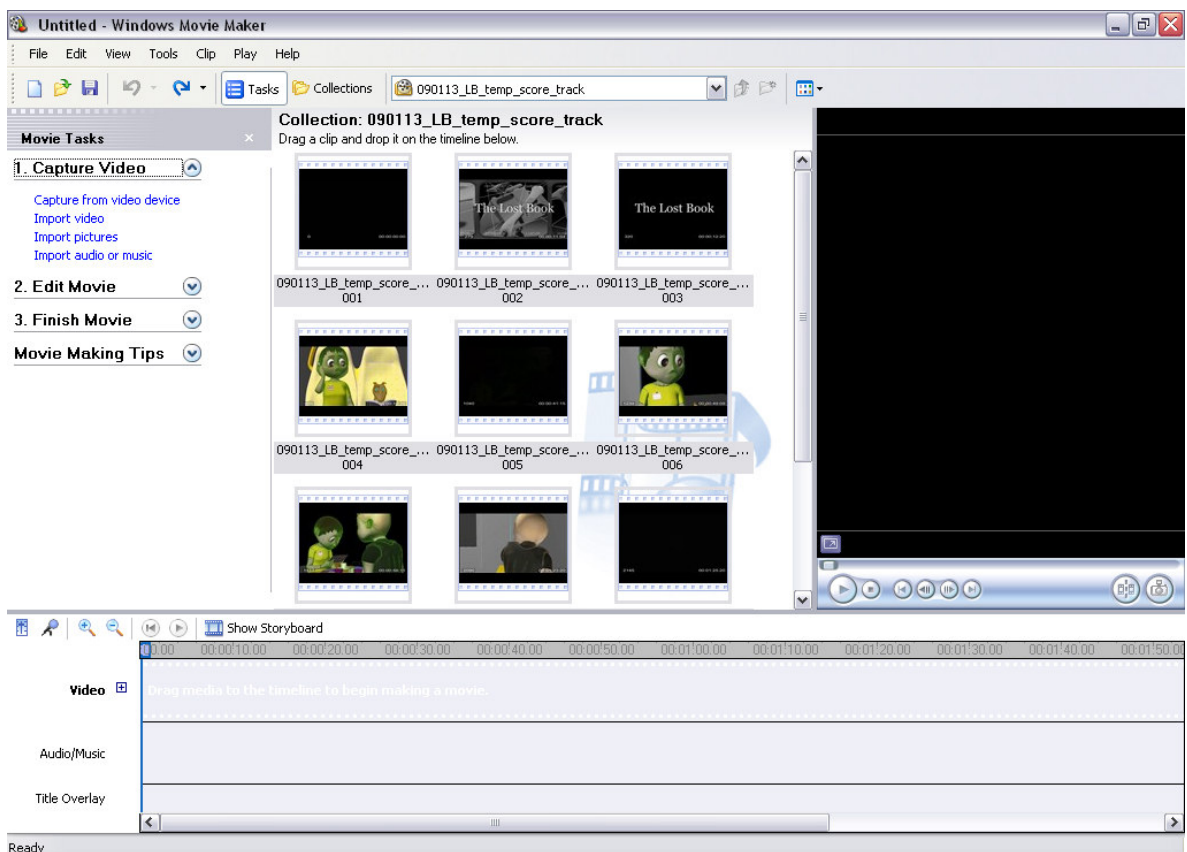 Untitled - Windows Movie Maker
File Edit View Tools Clip Play Help
Tasks Collections 090113_LB_temp_score_track
Movie Tasks
Collection: 090113_LB_temp_score_track
Drag a clip and drop it on the timeline below.
1. Capture Video
Capture from video device
Import video
Import pictures
Import audio or music
2. Edit Movie
3. Finish Movie
Movie Making Tips
The Lost Book
The Lost Book
090113_LB_temp_score_... 090113_LB_temp_score_... 090113_LB_temp_score_...
001 002 003
090113_LB_temp_score_... 090113_LB_temp_score_... 090113_LB_temp_score_...
004 005 006
Show Storyboard
00:00!10.00 00:00!20.00 00:00!30.00 00:00!40.00 00:00!50.00 00:01!00.00 00:01!10.00 00:01!20.00 00:01!30.00 00:01!40.00 00:01!50.00
Video
Drag media to the timeline to begin making a movie.
Audio/Music
Title Overlay
Ready